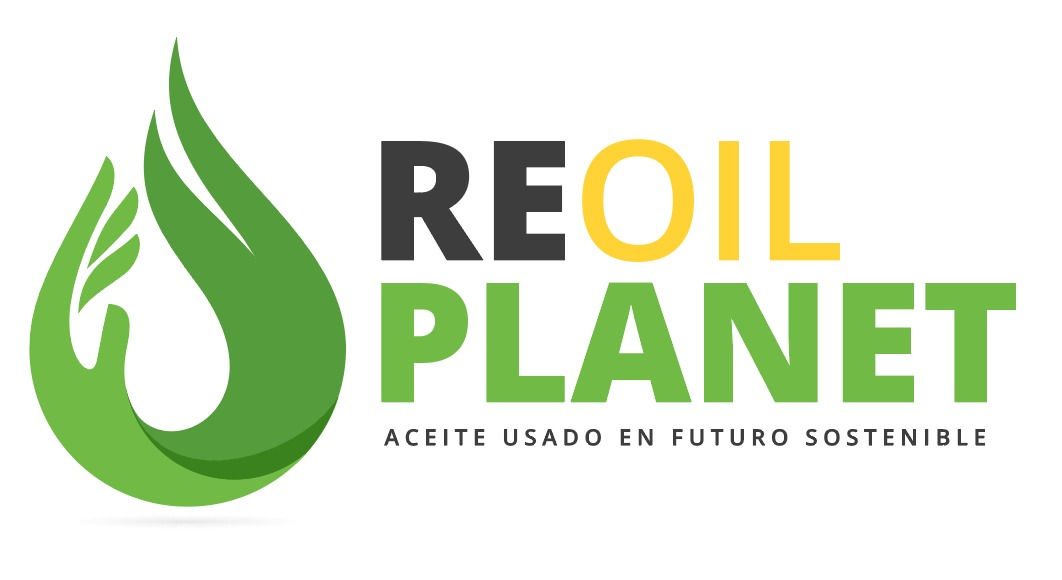 REOIL
PLANET
ACEITE USADO EN FUTURO SOSTENIBLE